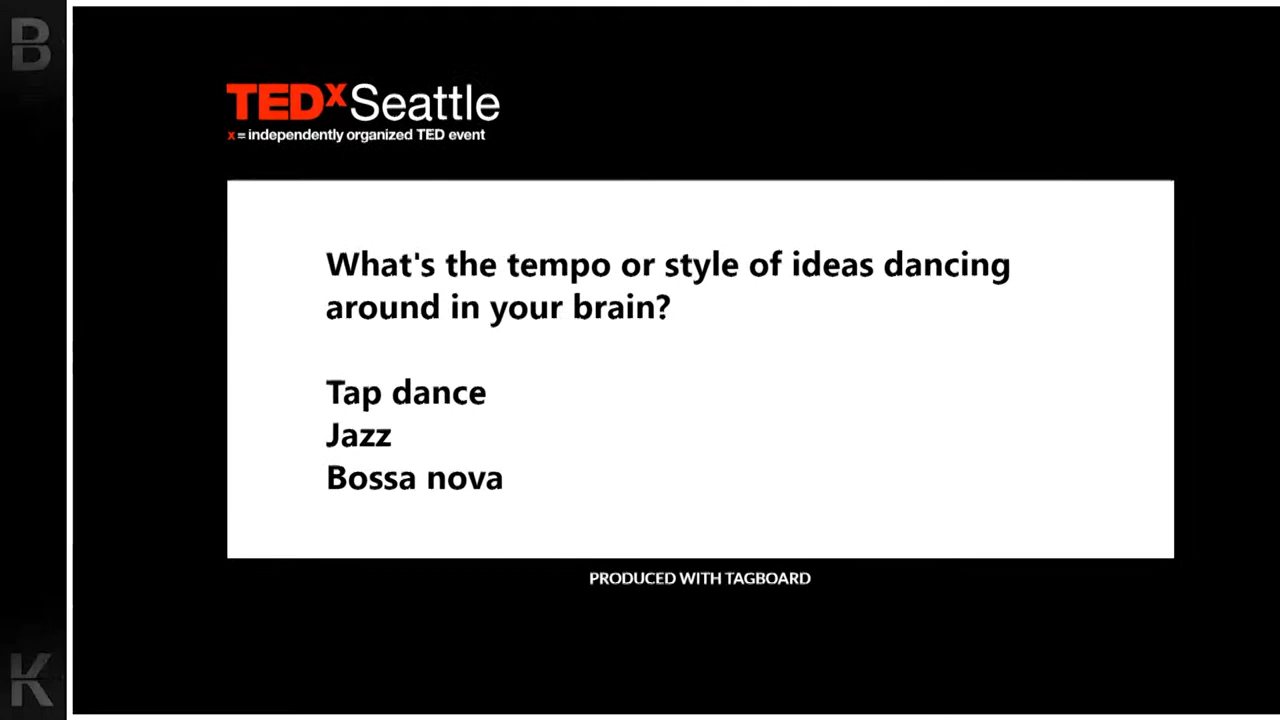 B
K
TEDxSeattle
x = independently organized TED event
What's the tempo or style of ideas dancing
around in your brain?
Tap dance
Jazz
Bossa nova
PRODUCED WITH TAGBOARD